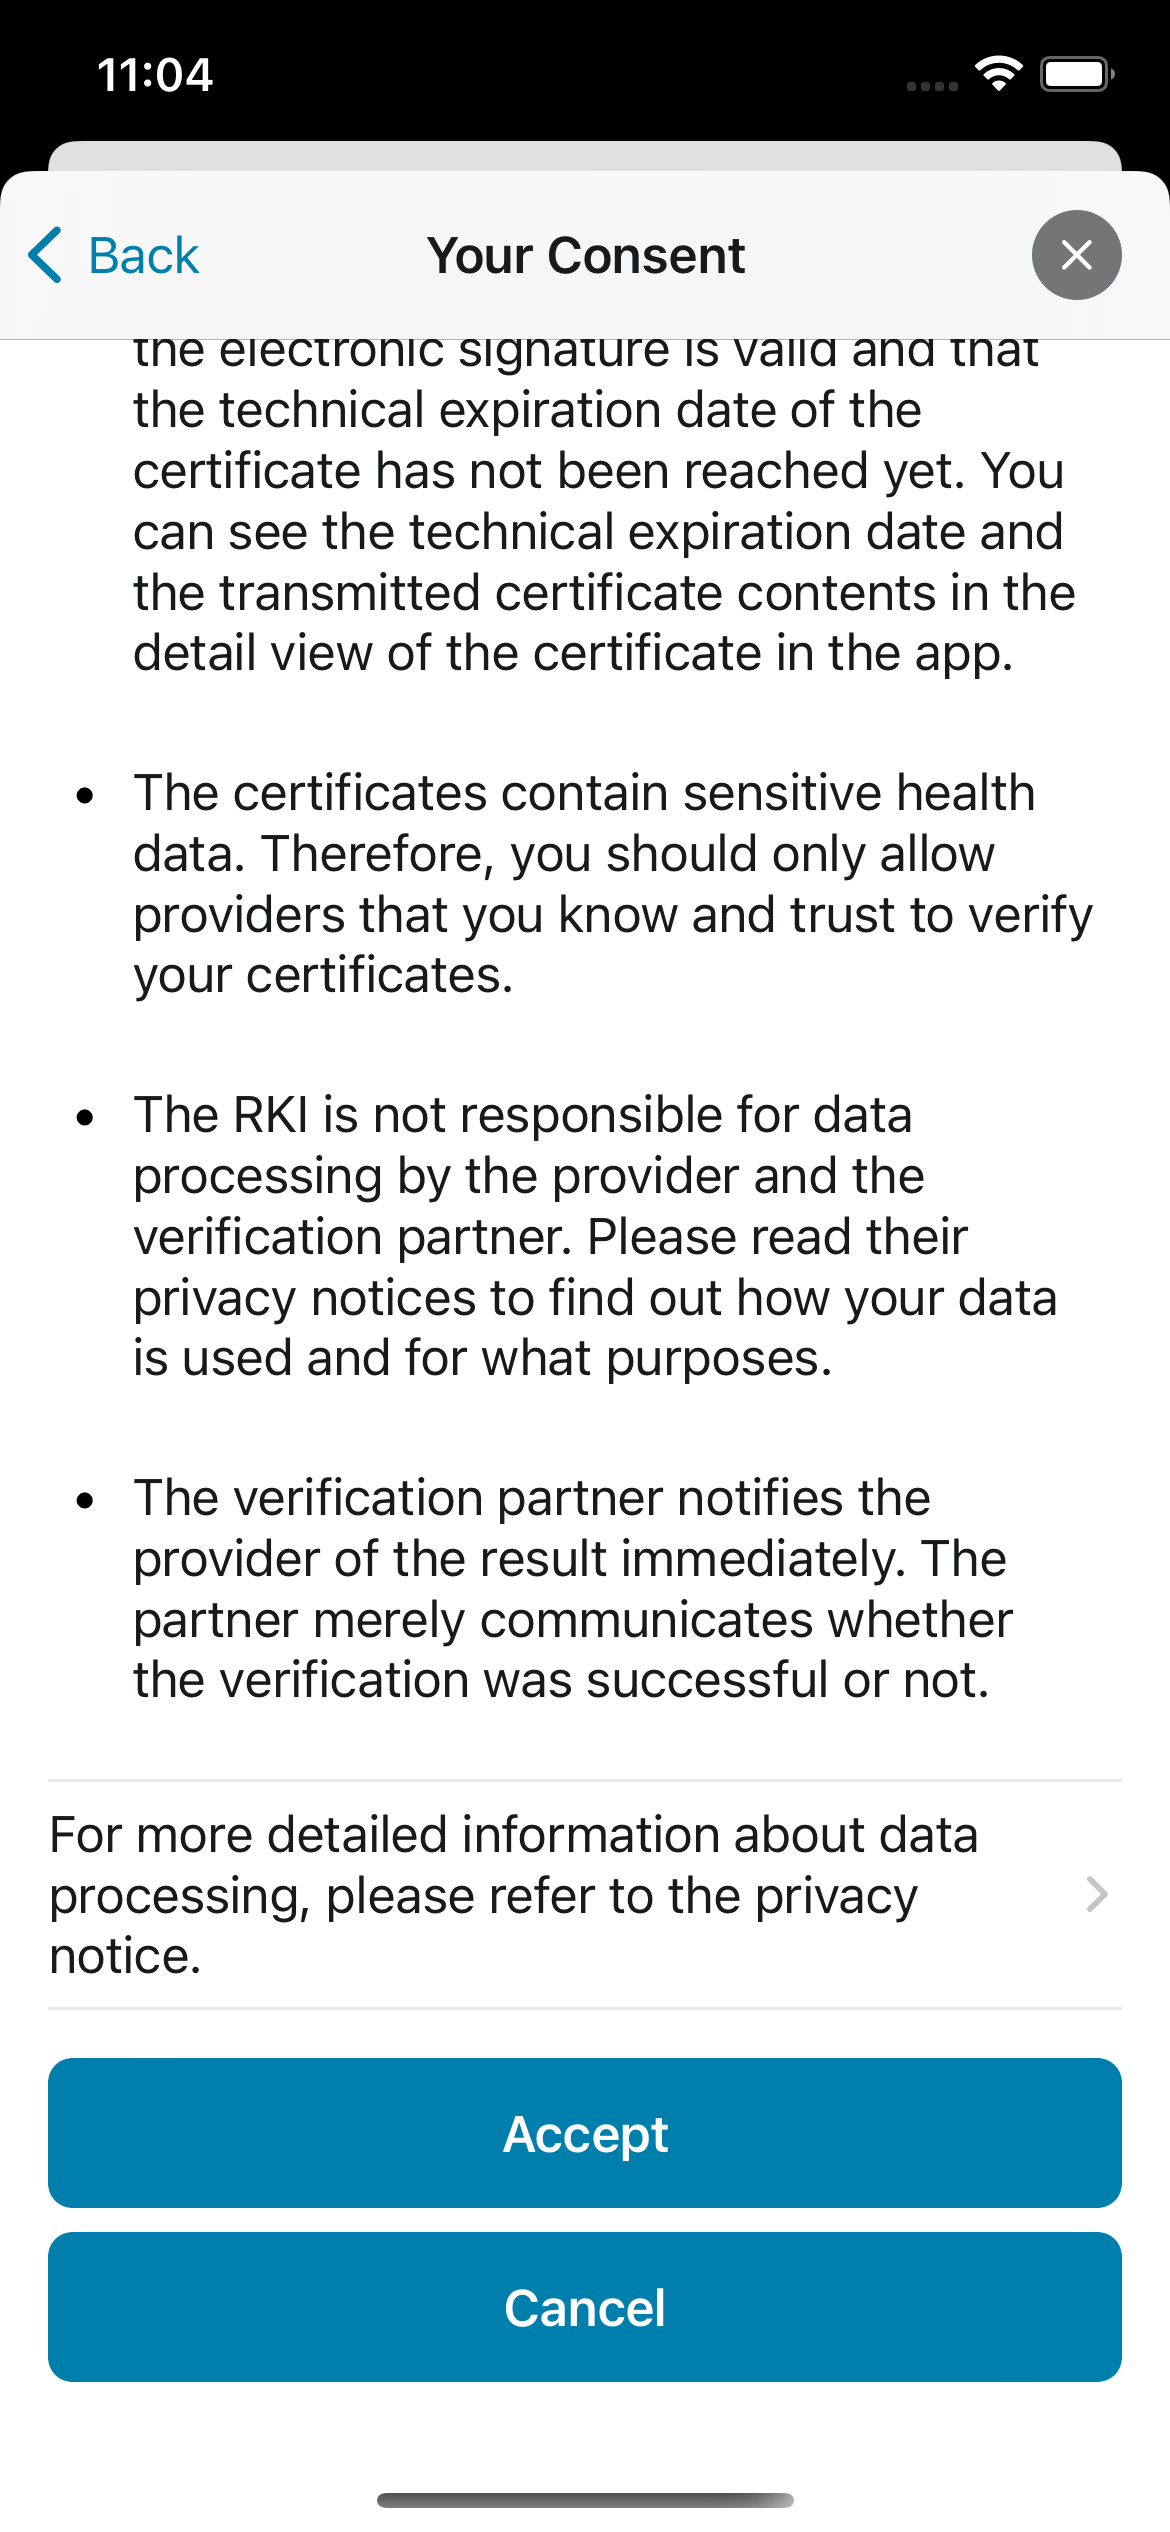 11:04
Back
Your Consent
the electronic signature is valid and that
the technical expiration date of the
certificate has not been reached yet. You
can see the technical expiration date and
the transmitted certificate contents in the
detail view of the certificate in the app.
• The certificates contain sensitive health
data. Therefore, you should only allow
providers that you know and trust to verify
your certificates.
• The RKI is not responsible for data
processing by the provider and the
verification partner. Please read their
privacy notices to find out how your data
is used and for what purposes.
• The verification partner notifies the
provider of the result immediately. The
partner merely communicates whether
the verification was successful or not.
For more detailed information about data
processing, please refer to the privacy
notice.
Accept
Cancel